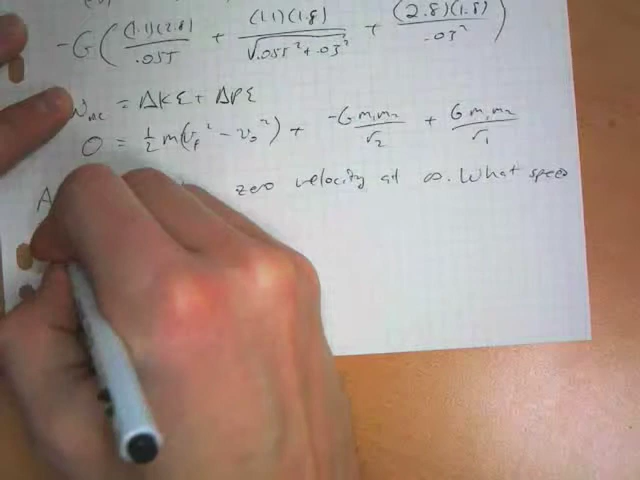 -G( (1.1)(2.8)/.055 + (1.1)(1.8)/√.055²+.03² + (2.8)(1.8)/.03² )
Wnc = ΔKE + ΔPE
0 = ½m(vf² - v0²) + -Gm1m2/r2 + Gm1m2/r1
A zero velocity at ∞. What speed